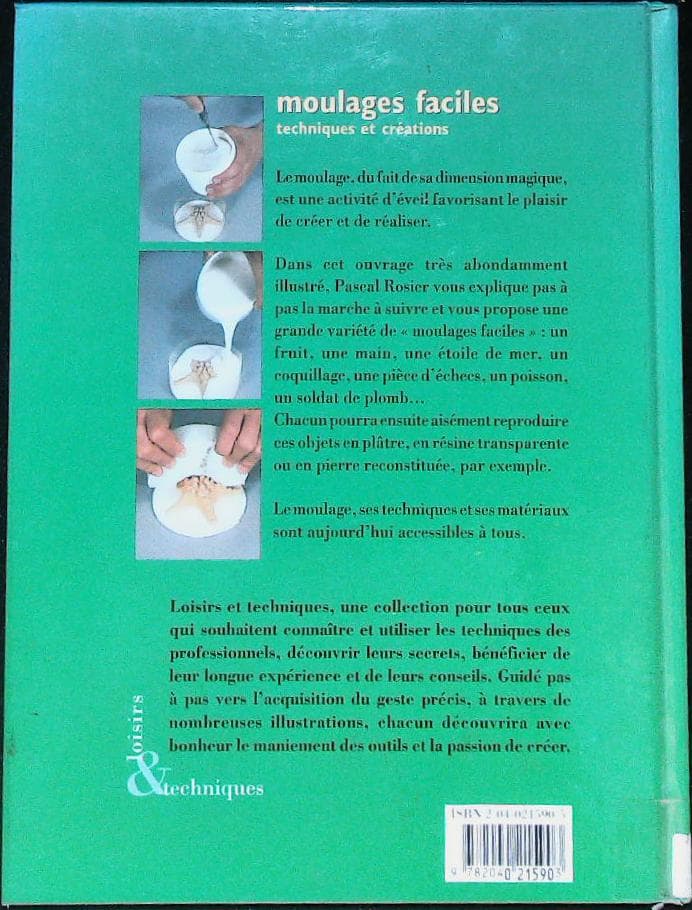 moulages faciles
techniques et créations
Le moulage, du fait de sa dimension magique,
est une activité d'éveil favorisant le plaisir
de créer et de réaliser.
Dans cet ouvrage très abondamment
illustré, Pascal Rosier vous explique pas à
pas la marche à suivre et vous propose une
grande variété de « moulages faciles » : un
fruit, une main, une étoile de mer, un
coquillage, une pièce d'échecs, un poisson,
un soldat de plomb...
Chacun pourra ensuite aisément reproduire
ces objets en plâtre, en résine transparente
ou en pierre reconstituée, par exemple.
Le moulage, ses techniques et ses matériaux
sont aujourd'hui accessibles à tous.
Loisirs et techniques, une collection pour tous ceux
qui souhaitent connaître et utiliser les techniques des
professionnels, découvrir leurs secrets, bénéficier de
leur longue expérience et de leurs conseils. Guidé pas
à pas vers l'acquisition du geste précis, à travers de
nombreuses illustrations, chacun découvrira avec
bonheur le maniement des outils et la passion de créer.
loisirs
&techniques
ISBN 2-04-021590-3
9 782040 215903